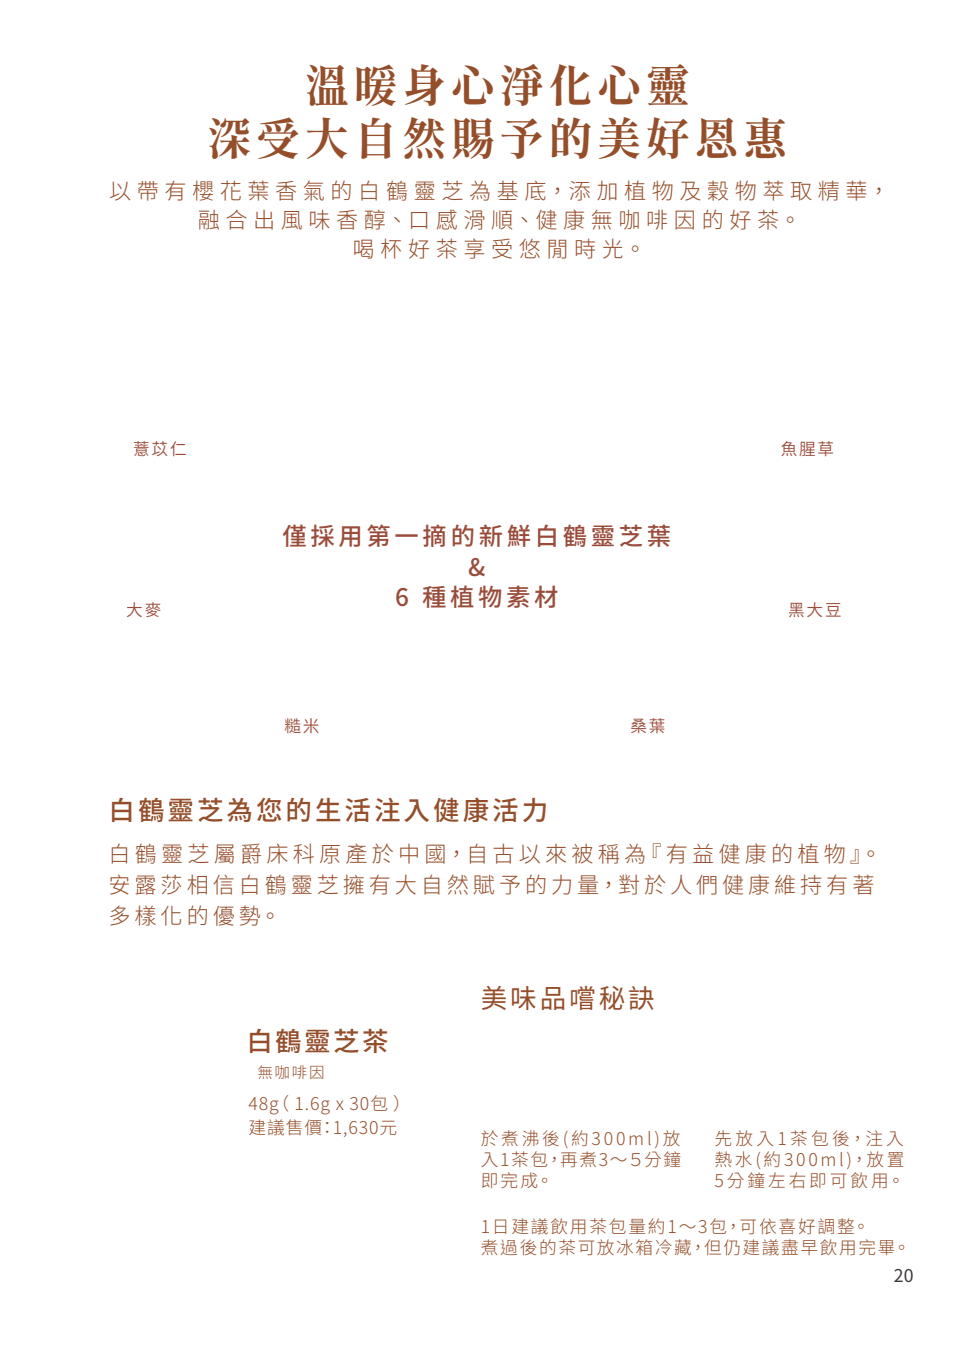 溫暖身心淨化心靈
深受大自然賜予的美好恩惠
以帶有櫻花葉香氣的白鶴靈芝為基底，添加植物及穀物萃取精華，
融合出風味香醇、口感滑順、健康無咖啡因的好茶。
喝杯好茶享受悠閒時光。
薏苡仁
魚腥草
僅採用第一摘的新鮮白鶴靈芝葉
&
6 種植物素材
大麥
黑大豆
糙米
桑葉
白鶴靈芝為您的生活注入健康活力
白鶴靈芝屬爵床科原產於中國，自古以來被稱為『有益健康的植物』。
安露莎相信白鶴靈芝擁有大自然賦予的力量，對於人們健康維持有著
多樣化的優勢。
美味品嚐秘訣
白鶴靈芝茶
無咖啡因
48g（1.6g x 30包）
建議售價：1,630元
於煮沸後(約300ml)放
入1茶包，再煮3～5分鐘
即完成。
先放入1茶包後，注入
熱水(約300ml)，放置
5分鐘左右即可飲用。
1日建議飲用茶包量約1～3包，可依喜好調整。
煮過後的茶可放冰箱冷藏，但仍建議盡早飲用完畢。
20